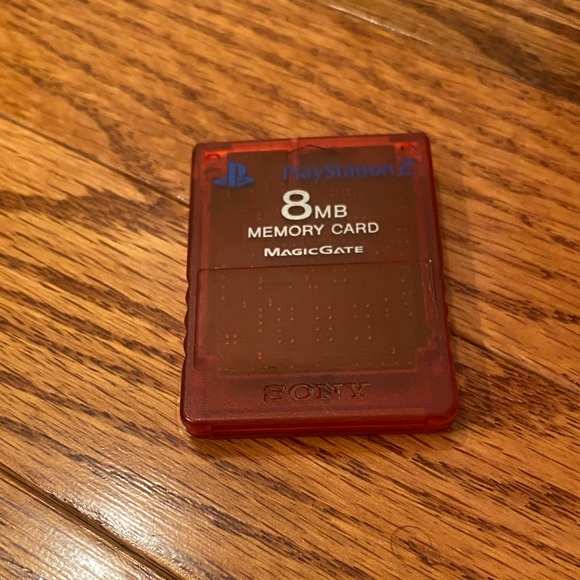 PlayStation 2
8MB
MEMORY CARD
MAGICGATE
SONY